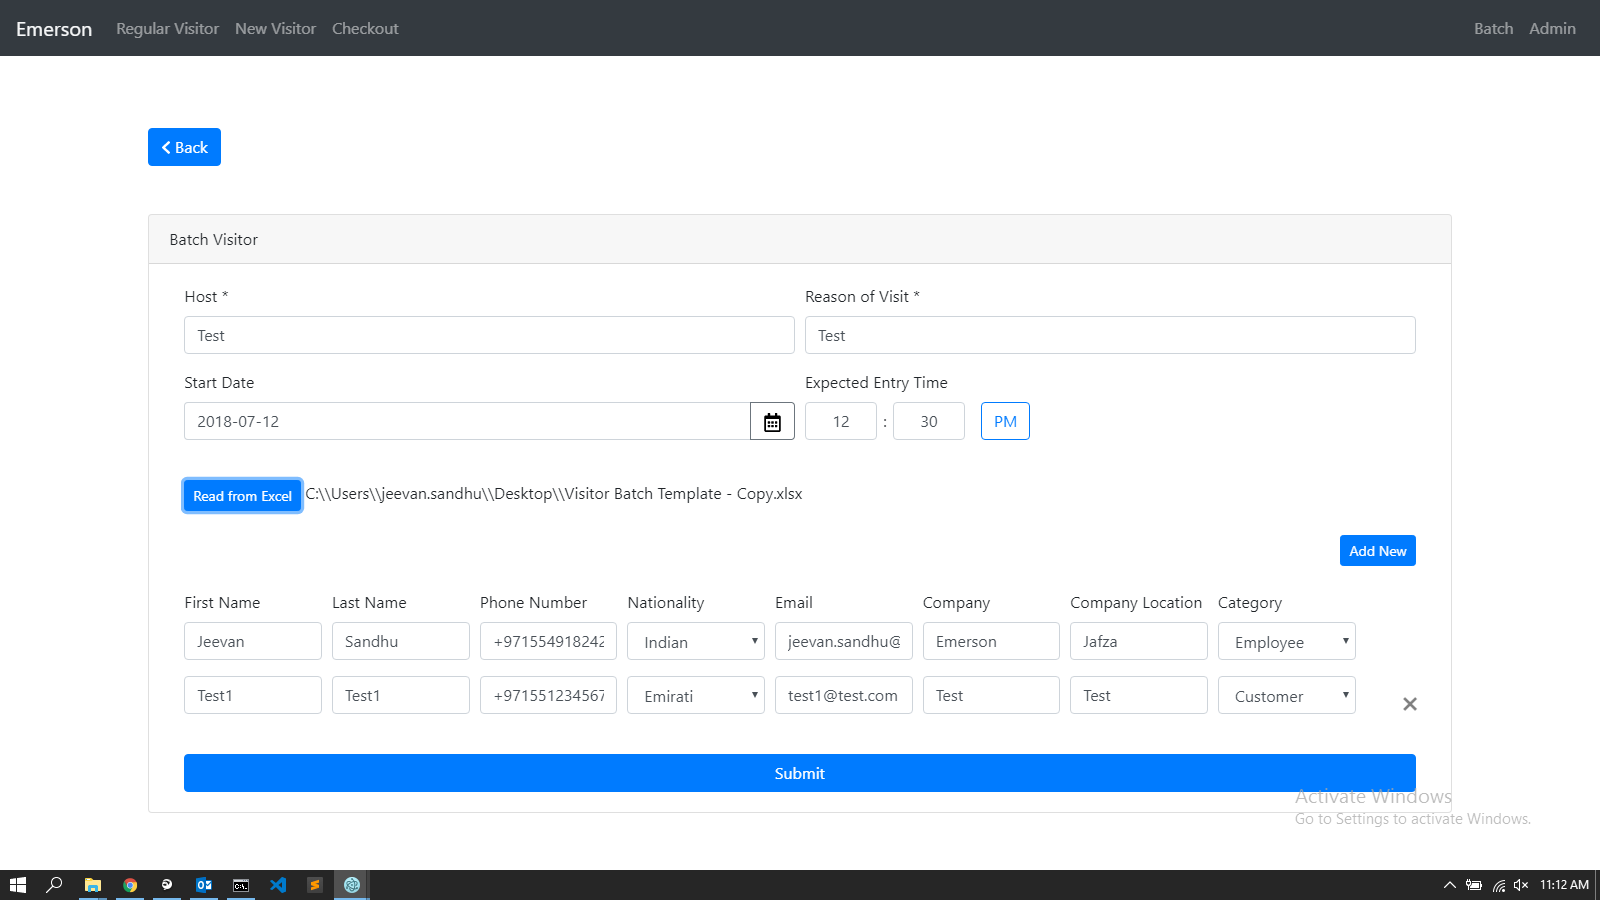 Emerson Regular Visitor New Visitor Checkout Batch Admin
Back
Batch Visitor
Host * Reason of Visit *
Test Test
Start Date Expected Entry Time
2018-07-12 12 : 30 PM
Read from Excel C:\\Users\\jeevan.sandhu\\Desktop\\Visitor Batch Template - Copy.xlsx
Add New
First Name Last Name Phone Number Nationality Email Company Company Location Category
Jeevan Sandhu +971554918242 Indian jeevan.sandhu@ Emerson Jafza Employee
Test1 Test1 +971551234567 Emirati test1@test.com Test Test Customer
Submit
Activate Windows
Go to Settings to activate Windows.
11:12 AM